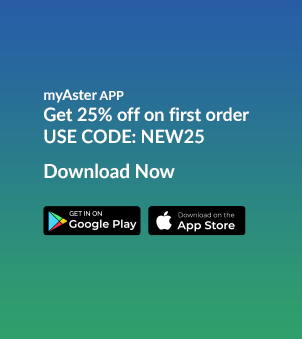 myAster APP
Get 25% off on first order
USE CODE: NEW25
Download Now
GET IN ON
Google Play
Download on the
App Store